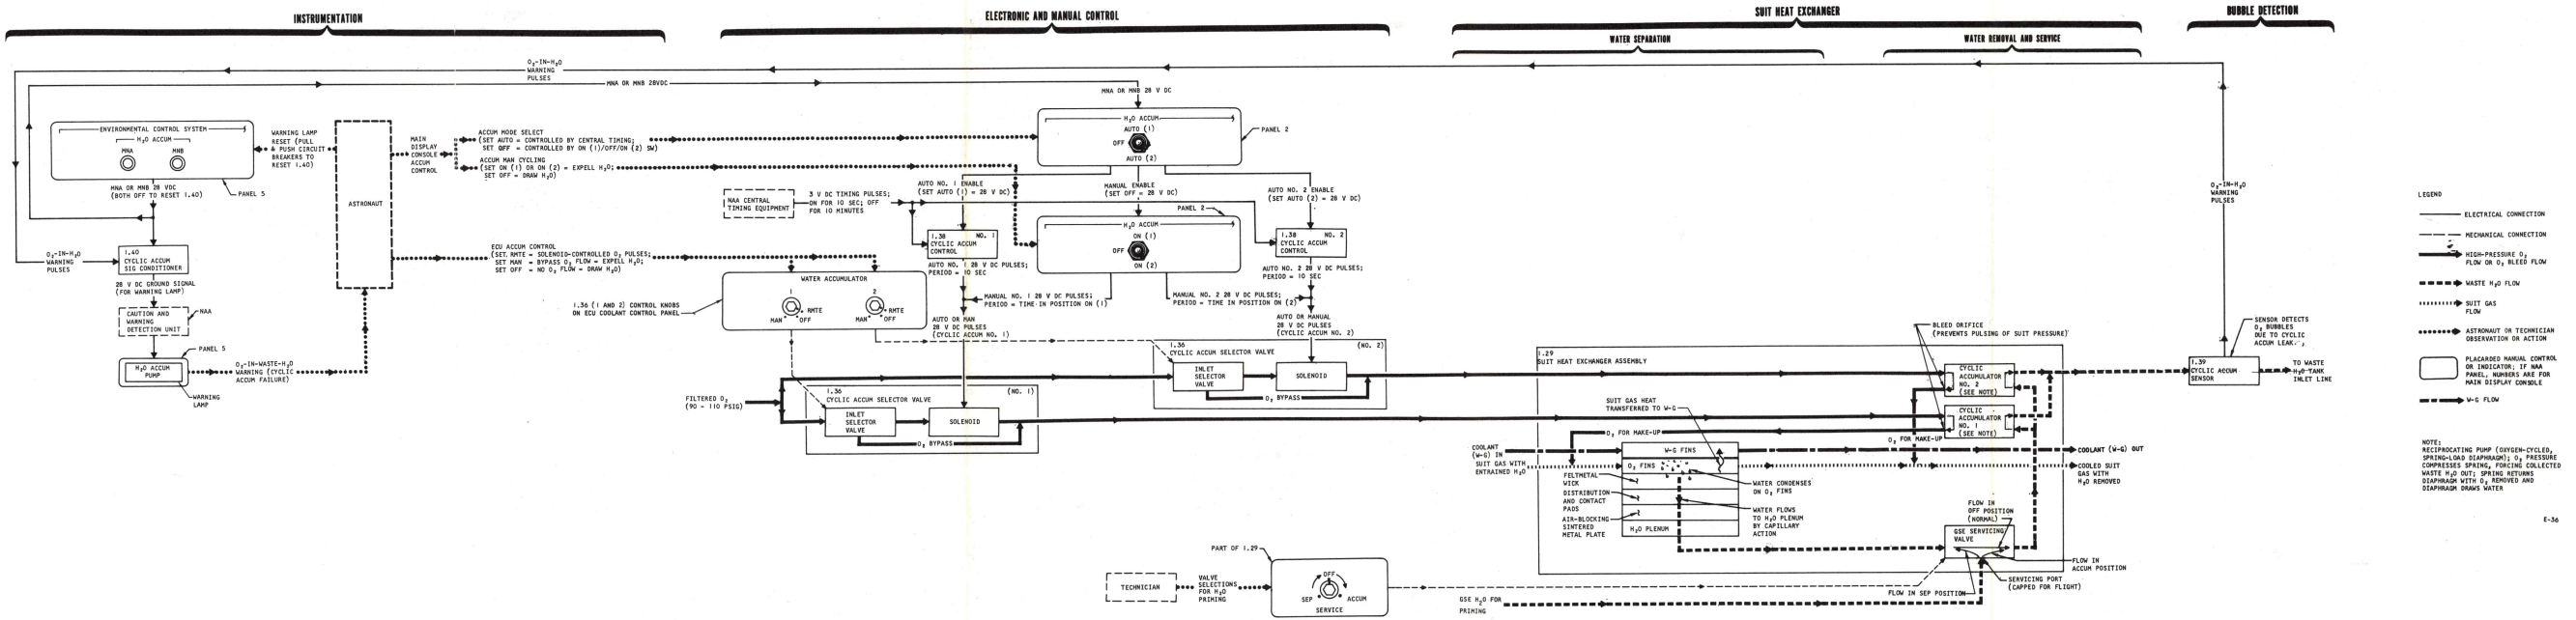 INSTRUMENTATION
ELECTRONIC AND MANUAL CONTROL
SUIT HEAT EXCHANGER
BUBBLE DETECTION
WATER SEPARATION
WATER REMOVAL AND SERVICE
O₂-IN-H₂O
WARNING
PULSES
MNA OR MNB 28VDC
ENVIRONMENTAL CONTROL SYSTEM
H₂O ACCUM
MNA
MNB
MNA OR MNB 28 VDC
(BOTH OFF TO RESET 1.40)
PANEL 5
WARNING LAMP
RESET (PULL
& PUSH CIRCUIT
BREAKERS TO
RESET 1.40)
ASTRONAUT
O₂-IN-H₂O
WARNING
PULSES
1.40
CYCLIC ACCUM
SIG CONDITIONER
28 V DC GROUND SIGNAL
(FOR WARNING LAMP)
CAUTION AND
WARNING
DETECTION UNIT
NAA
PANEL 5
H₂O ACCUM
PUMP
WARNING
LAMP
O₂-IN-WASTE-H₂O
WARNING (CYCLIC
ACCUM FAILURE)
MAIN
DISPLAY
CONSOLE
ACCUM
CONTROL
ACCUM MODE SELECT
(SET AUTO = CONTROLLED BY CENTRAL TIMING;
SET OFF = CONTROLLED BY ON (1)/OFF/ON (2) SW)
ACCUM MAN CYCLING
(SET ON (1) OR ON (2) = EXPELL H₂O;
SET OFF = DRAW H₂O)
ECU ACCUM CONTROL
(SET RMTE = SOLENOID-CONTROLLED O₂ PULSES;
SET MAN = BYPASS O₂ FLOW = EXPELL H₂O;
SET OFF = NO O₂ FLOW = DRAW H₂O)
MNA OR MNB 28 V DC
H₂O ACCUM
AUTO (1)
OFF
AUTO (2)
PANEL 2
NAA CENTRAL
TIMING EQUIPMENT
3 V DC TIMING PULSES;
ON FOR 10 SEC; OFF
FOR 10 MINUTES
AUTO NO. 1 ENABLE
(SET AUTO (1) = 28 V DC)
MANUAL ENABLE
(SET OFF = 28 V DC)
AUTO NO. 2 ENABLE
(SET AUTO (2) = 28 V DC)
PANEL 2
H₂O ACCUM
ON (1)
OFF
ON (2)
1.38 NO. 1
CYCLIC ACCUM
CONTROL
1.38 NO. 2
CYCLIC ACCUM
CONTROL
AUTO NO. 1 28 V DC PULSES;
PERIOD = 10 SEC
AUTO NO. 2 28 V DC PULSES;
PERIOD = 10 SEC
MANUAL NO. 1 28 V DC PULSES;
PERIOD = TIME IN POSITION ON (1)
MANUAL NO. 2 28 V DC PULSES;
PERIOD = TIME IN POSITION ON (2)
WATER ACCUMULATOR
1
RMTE
MAN
OFF
2
RMTE
MAN
OFF
1.36 (1 AND 2) CONTROL KNOBS
ON ECU COOLANT CONTROL PANEL
AUTO OR MAN
28 V DC PULSES
(CYCLIC ACCUM NO. 1)
AUTO OR MANUAL
28 V DC PULSES
(CYCLIC ACCUM NO. 2)
1.36 (NO. 2)
CYCLIC ACCUM SELECTOR VALVE
INLET
SELECTOR
VALVE
SOLENOID
O₂ BYPASS
FILTERED O₂
(90 - 110 PSIG)
1.36 (NO. 1)
CYCLIC ACCUM SELECTOR VALVE
INLET
SELECTOR
VALVE
SOLENOID
O₂ BYPASS
1.29
SUIT HEAT EXCHANGER ASSEMBLY
BLEED ORIFICE
(PREVENTS PULSING OF SUIT PRESSURE)
CYCLIC
ACCUMULATOR
NO. 2
(SEE NOTE)
CYCLIC
ACCUMULATOR
NO. 1
(SEE NOTE)
SUIT GAS HEAT
TRANSFERRED TO W-G
O₂ FOR MAKE-UP
O₂ FOR MAKE-UP
COOLANT
(W-G) IN
SUIT GAS WITH
ENTRAINED H₂O
W-G FINS
O₂ FINS
FELTMETAL
WICK
DISTRIBUTION
AND CONTACT
PADS
AIR-BLOCKING
SINTERED
METAL PLATE
H₂O PLENUM
WATER CONDENSES
ON O₂ FINS
WATER FLOWS
TO H₂O PLENUM
BY CAPILLARY
ACTION
COOLANT (W-G) OUT
COOLED SUIT
GAS WITH
H₂O REMOVED
FLOW IN
OFF POSITION
(NORMAL)
GSE SERVICING
VALVE
FLOW IN
ACCUM POSITION
SERVICING PORT
(CAPPED FOR FLIGHT)
FLOW IN SEP POSITION
PART OF 1.29
TECHNICIAN
VALVE
SELECTIONS
FOR H₂O
PRIMING
OFF
SEP
ACCUM
SERVICE
GSE H₂O FOR
PRIMING
O₂-IN-H₂O
WARNING
PULSES
SENSOR DETECTS
O₂ BUBBLES
DUE TO CYCLIC
ACCUM LEAK.
1.39
CYCLIC ACCUM
SENSOR
TO WASTE
H₂O TANK
INLET LINE
LEGEND
ELECTRICAL CONNECTION
MECHANICAL CONNECTION
HIGH-PRESSURE O₂
FLOW OR O₂ BLEED FLOW
WASTE H₂O FLOW
SUIT GAS
FLOW
ASTRONAUT OR TECHNICIAN
OBSERVATION OR ACTION
PLACARDED MANUAL CONTROL
OR INDICATOR; IF NAA
PANEL, NUMBERS ARE FOR
MAIN DISPLAY CONSOLE
W-G FLOW
NOTE:
RECIPROCATING PUMP (OXYGEN-CYCLED,
SPRING-LOAD DIAPHRAGM); O₂ PRESSURE
COMPRESSES SPRING, FORCING COLLECTED
WASTE H₂O OUT; SPRING RETURNS
DIAPHRAGM WITH O₂ REMOVED AND
DIAPHRAGM DRAWS WATER
E-36